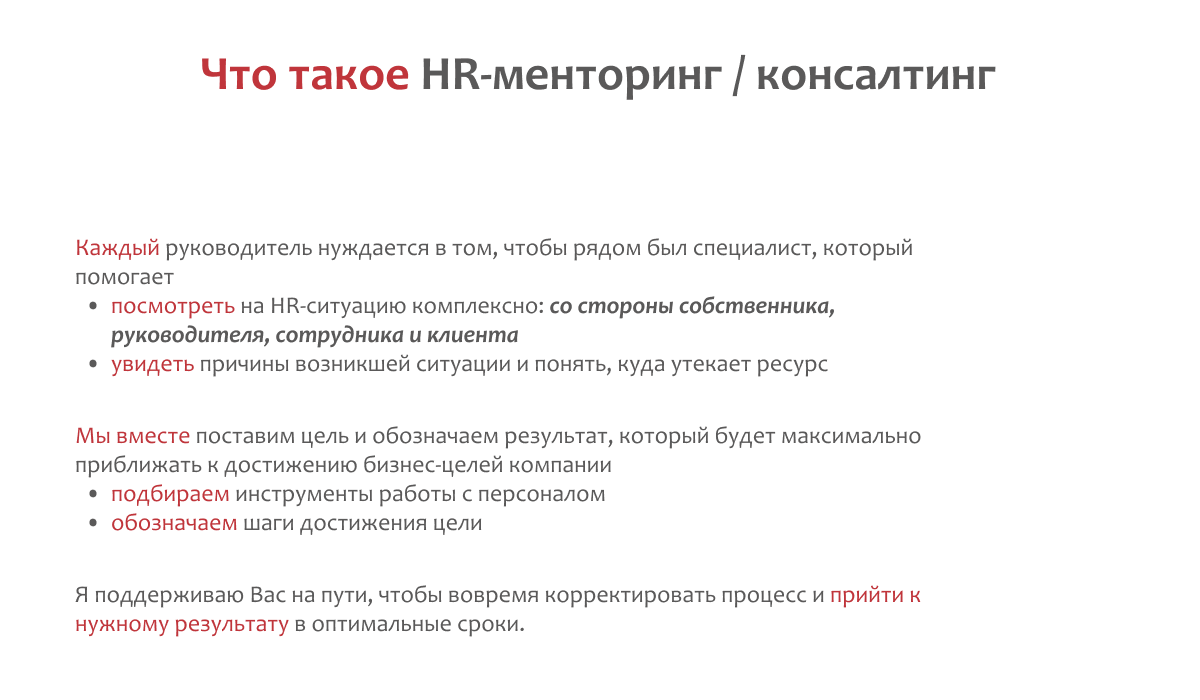 Что такое HR-менторинг / консалтинг
Каждый руководитель нуждается в том, чтобы рядом был специалист, который
помогает
• посмотреть на HR-ситуацию комплексно: со стороны собственника,
руководителя, сотрудника и клиента
• увидеть причины возникшей ситуации и понять, куда утекает ресурс
Мы вместе поставим цель и обозначаем результат, который будет максимально
приближать к достижению бизнес-целей компании
• подбираем инструменты работы с персоналом
• обозначаем шаги достижения цели
Я поддерживаю Вас на пути, чтобы вовремя корректировать процесс и прийти к
нужному результату в оптимальные сроки.